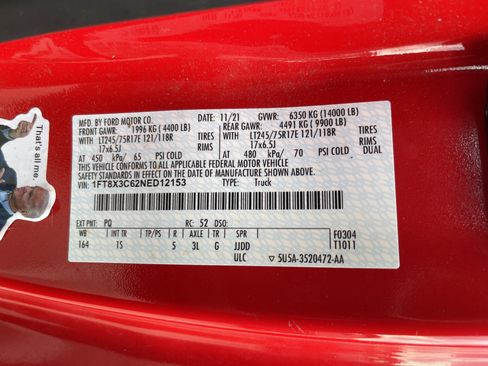 MFD. BY FORD MOTOR CO. DATE: 11/21 GVWR: 6350 KG (14000 LB)
FRONT GAWR: 1996 KG (4400 LB) REAR GAWR: 4491 KG (9900 LB)
WITH LT245/75R17E 121/118R TIRES WITH LT245/75R17E 121/118R TIRES
17x6.5J RIMS 17x6.5J RIMS
AT 450 kPa/ 65 PSI COLD AT 480 kPa/ 70 PSI COLD DUAL
THIS VEHICLE CONFORMS TO ALL APPLICABLE FEDERAL MOTOR VEHICLE
SAFETY STANDARDS IN EFFECT ON THE DATE OF MANUFACTURE SHOWN ABOVE.
VIN: 1FT8X3C62NED12153 TYPE: Truck
EXT PNT: PQ RC: 52 DSO:
WB INT TR TP/PS R AXLE TR SPR F0304
164 1S 5 3L G JJDD T1011
ULC 5U5A-3520472-AA
That's all me.